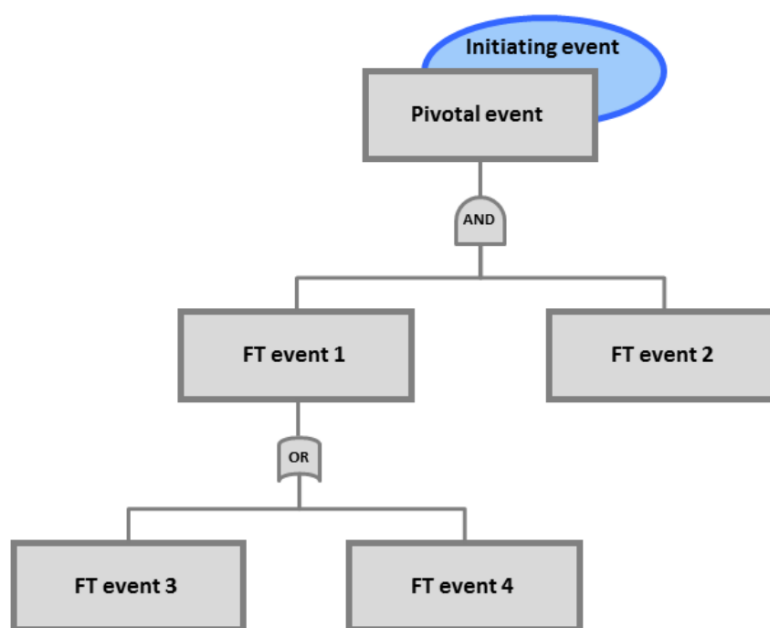 Initiating event
Pivotal event
AND
FT event 1
FT event 2
OR
FT event 3
FT event 4